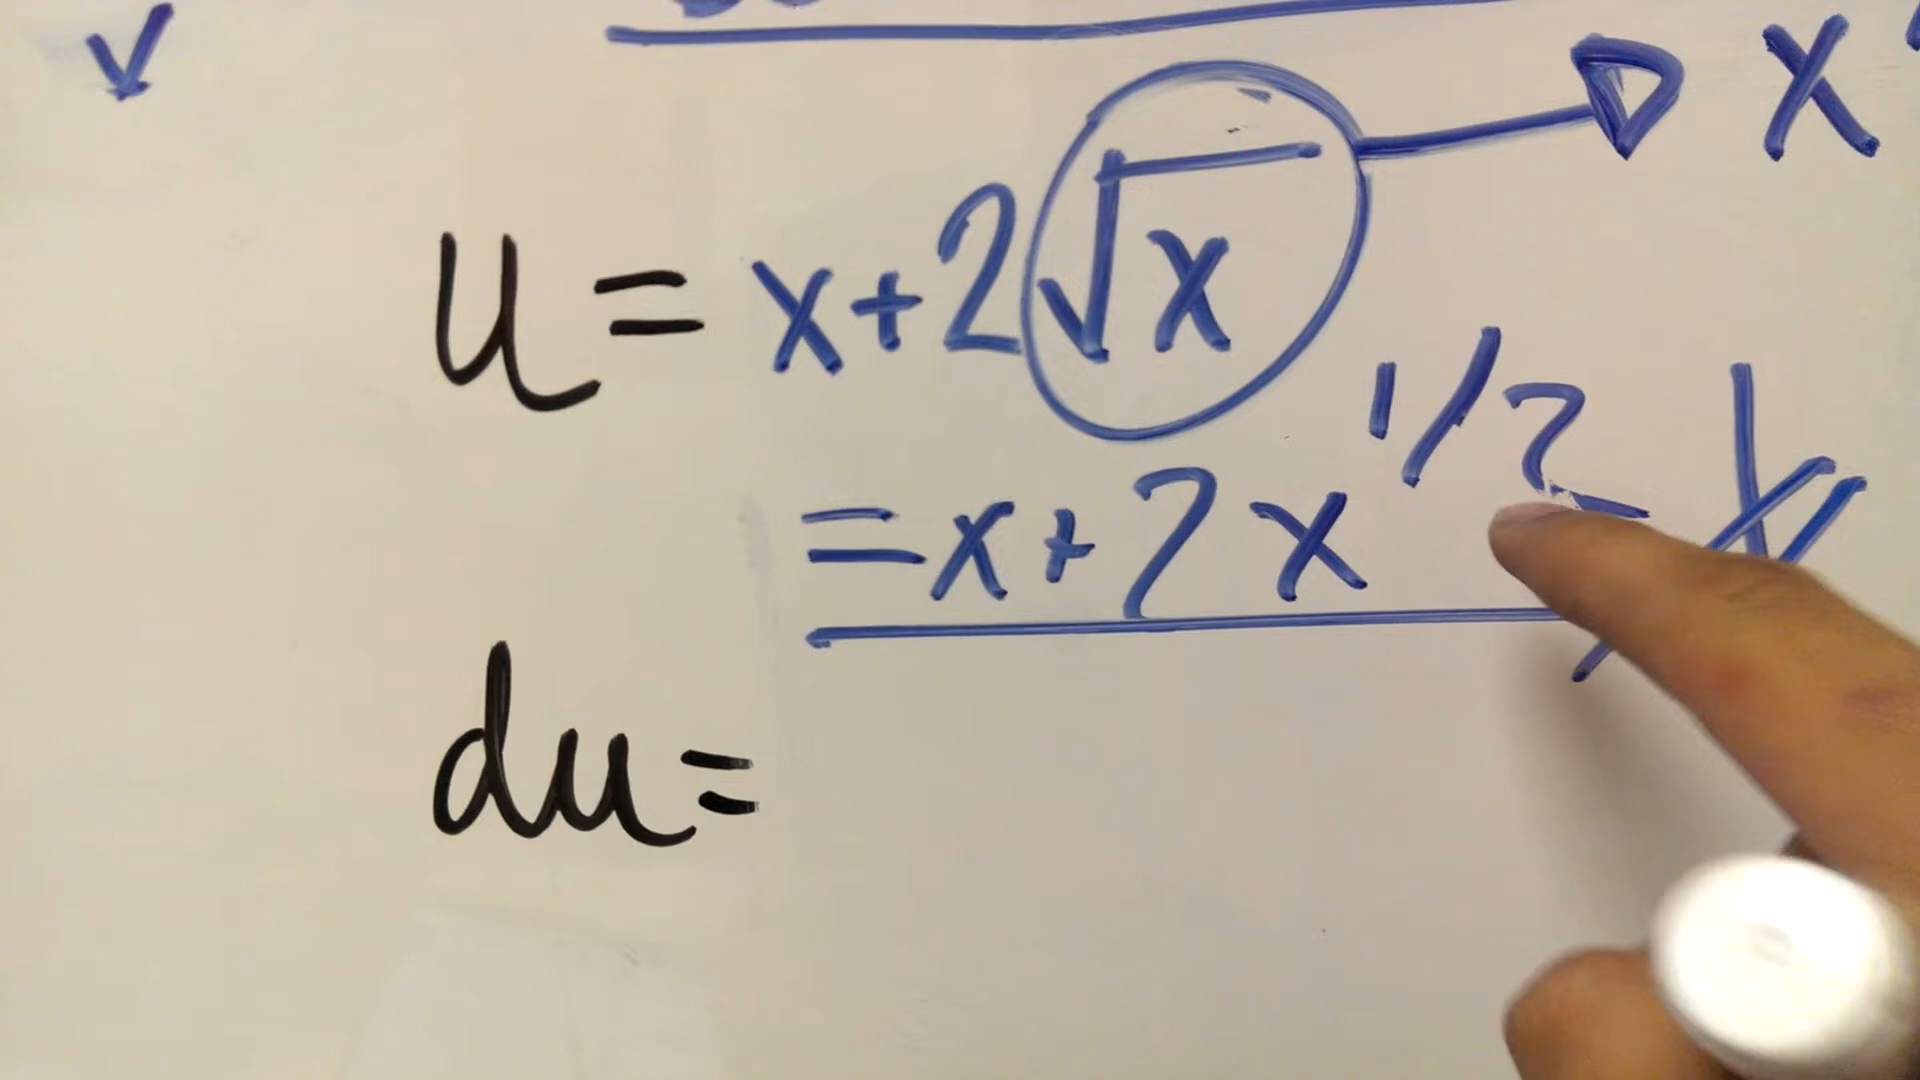 u = x + 2√x → x
= x + 2x^1/2
du =